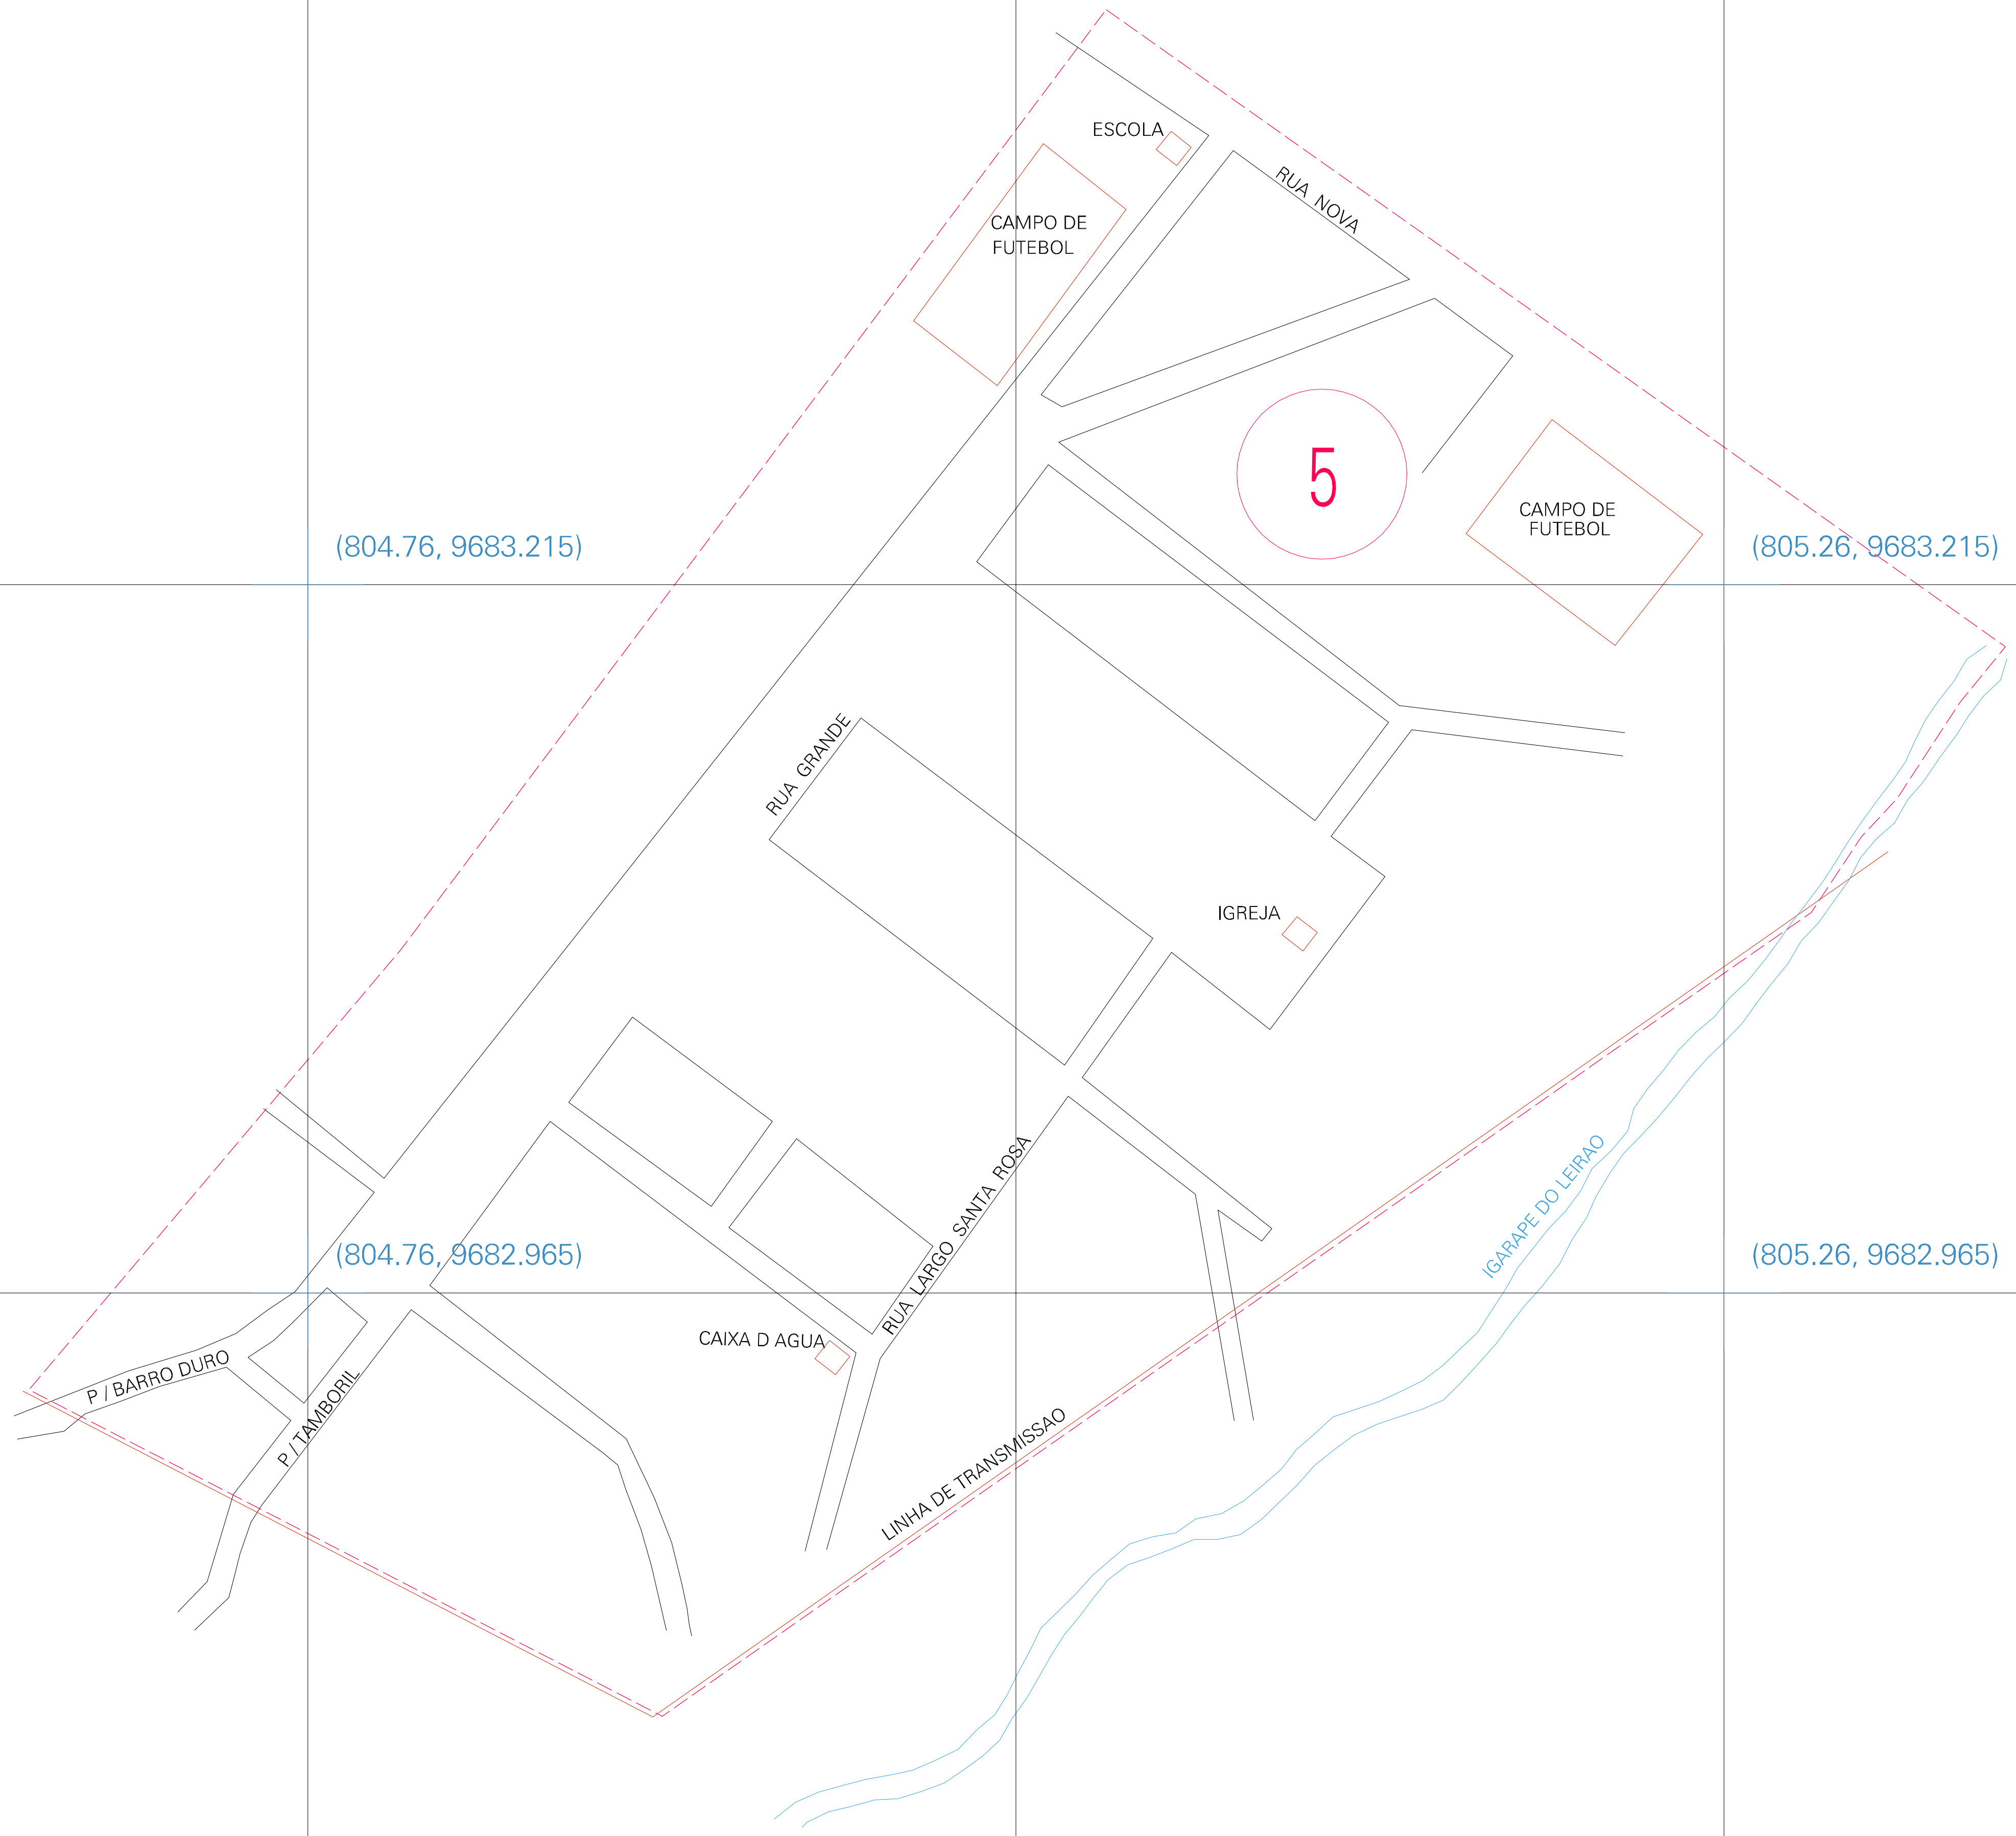 ESCOLA
RUA NOVA
CAMPO DE
FUTEBOL
5
CAMPO DE
FUTEBOL
(804.76, 9683.215)
(805.26, 9683.215)
RUA GRANDE
IGREJA
RUA LARGO SANTA ROSA
IGARAPE DO LEIRAO
(804.76, 9682.965)
(805.26, 9682.965)
CAIXA D AGUA
P / BARRO DURO
P / TAMBORIL
LINHA DE TRANSMISSAO